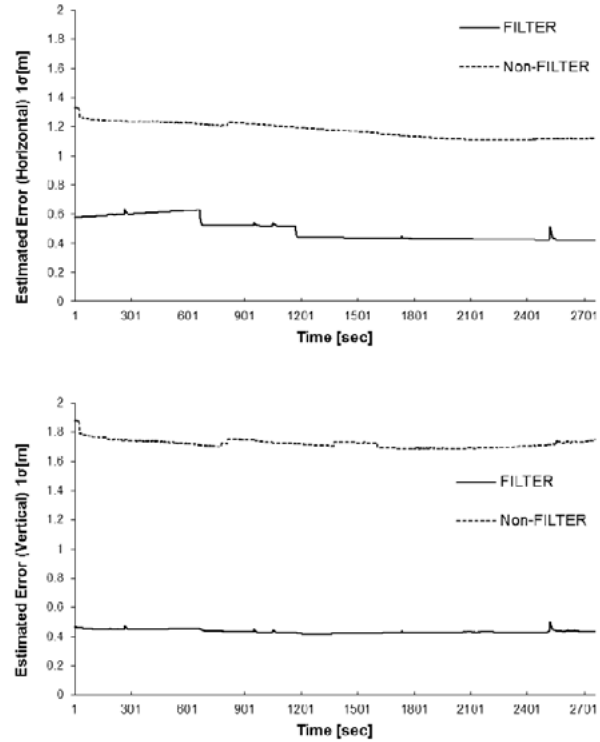 2
1.8
1.6
1.4
1.2
1
0.8
0.6
0.4
0.2
0
FILTER
Non-FILTER
Estimated Error (Horizontal) 1σ[m]
1 301 601 901 1201 1501 1801 2101 2401 2701
Time [sec]
2
1.8
1.6
1.4
1.2
1
0.8
0.6
0.4
0.2
0
FILTER
Non-FILTER
Estimated Error (Vertical) 1σ[m]
1 301 601 901 1201 1501 1801 2101 2401 2701
Time [sec]